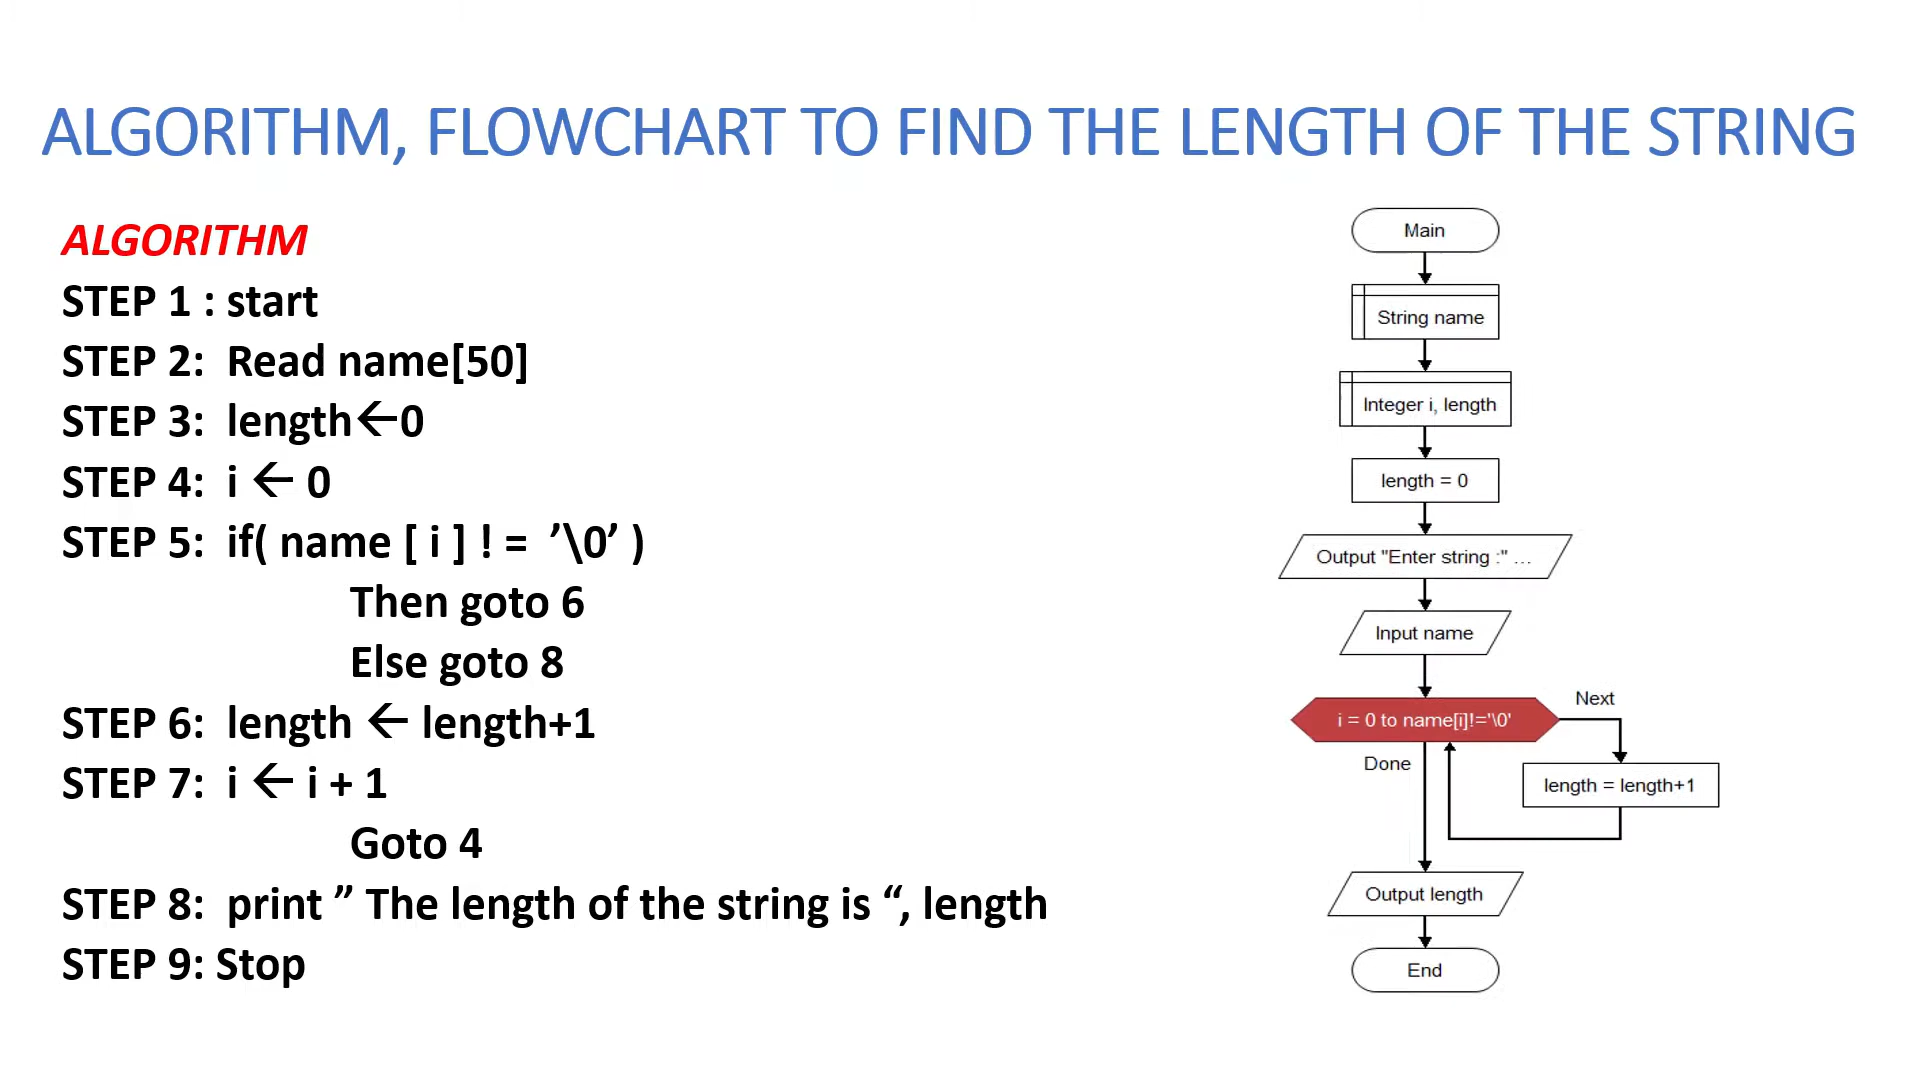 ALGORITHM, FLOWCHART TO FIND THE LENGTH OF THE STRING
ALGORITHM
STEP 1 : start
STEP 2: Read name[50]
STEP 3: length←0
STEP 4: i ← 0
STEP 5: if( name [ i ] ! = ’\0’ )
Then goto 6
Else goto 8
STEP 6: length ← length+1
STEP 7: i ← i + 1
Goto 4
STEP 8: print ” The length of the string is “, length
STEP 9: Stop
Main
String name
Integer i, length
length = 0
Output "Enter string :" ...
Input name
i = 0 to name[i]!='\0'
Next
Done
length = length+1
Output length
End